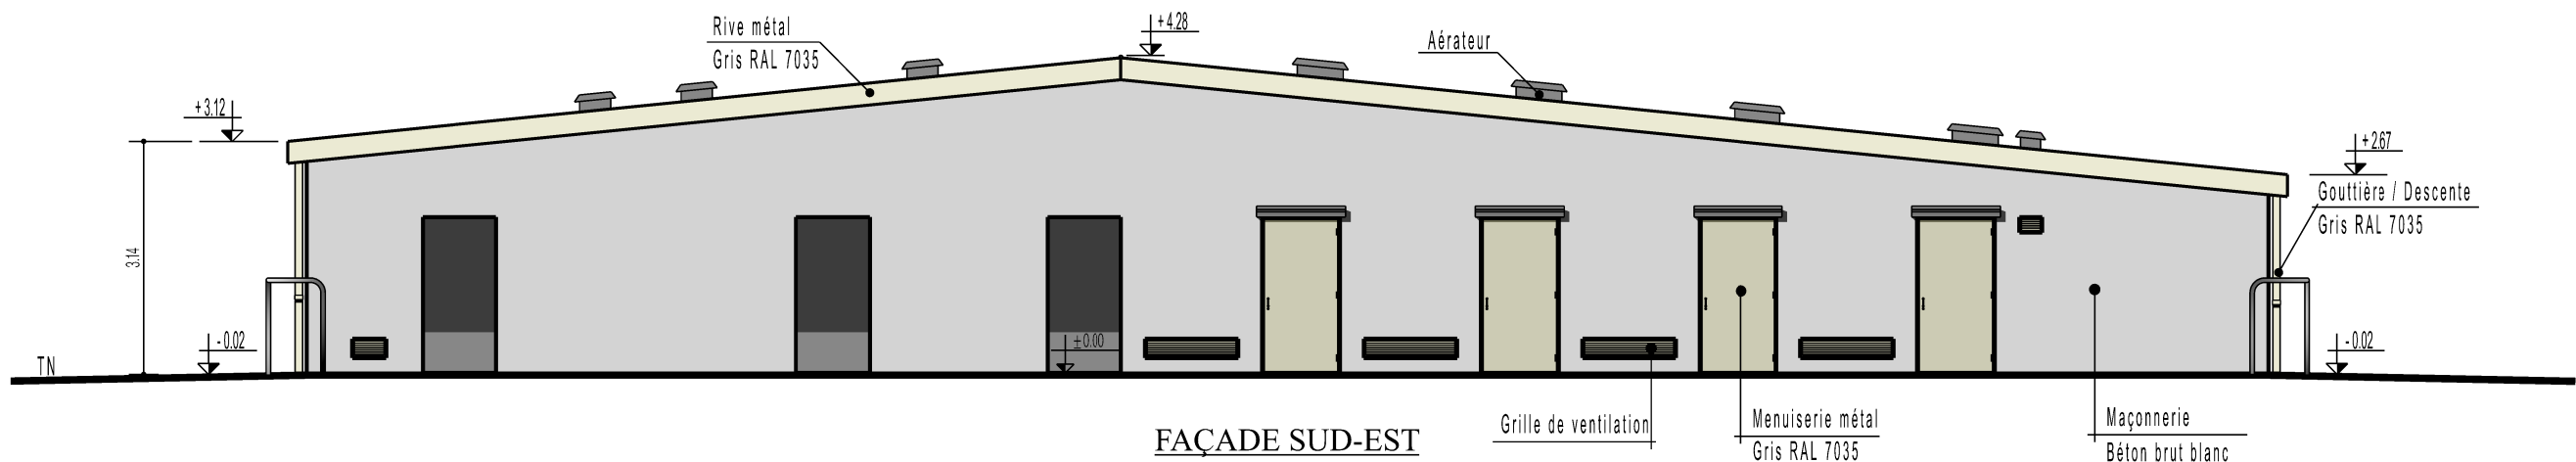 Rive métal
Gris RAL 7035
+4.28
Aérateur
+3.12
+2.67
Gouttière / Descente
Gris RAL 7035
3.14
TN
-0.02
±0.00
-0.02
Grille de ventilation
Menuiserie métal
Gris RAL 7035
Maçonnerie
Béton brut blanc
FAÇADE SUD-EST